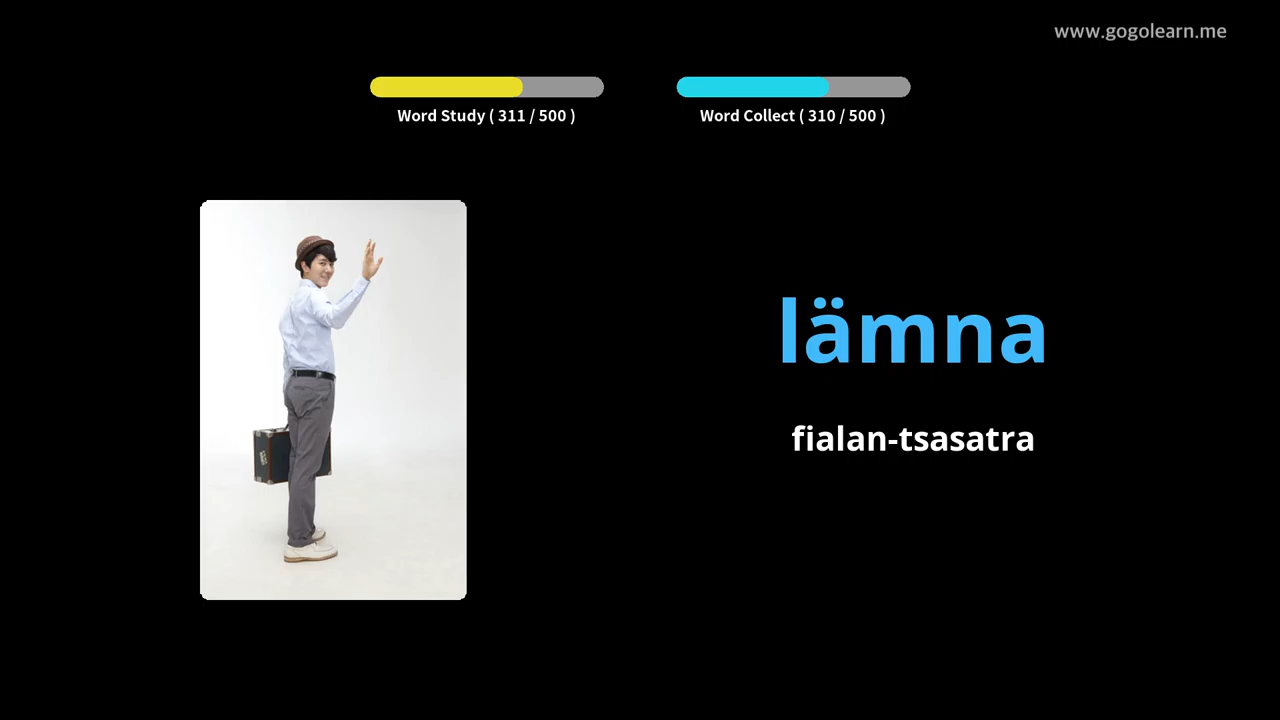 www.gogolearn.me
Word Study ( 311 / 500 )
Word Collect ( 310 / 500 )
lämna
fialan-tsasatra